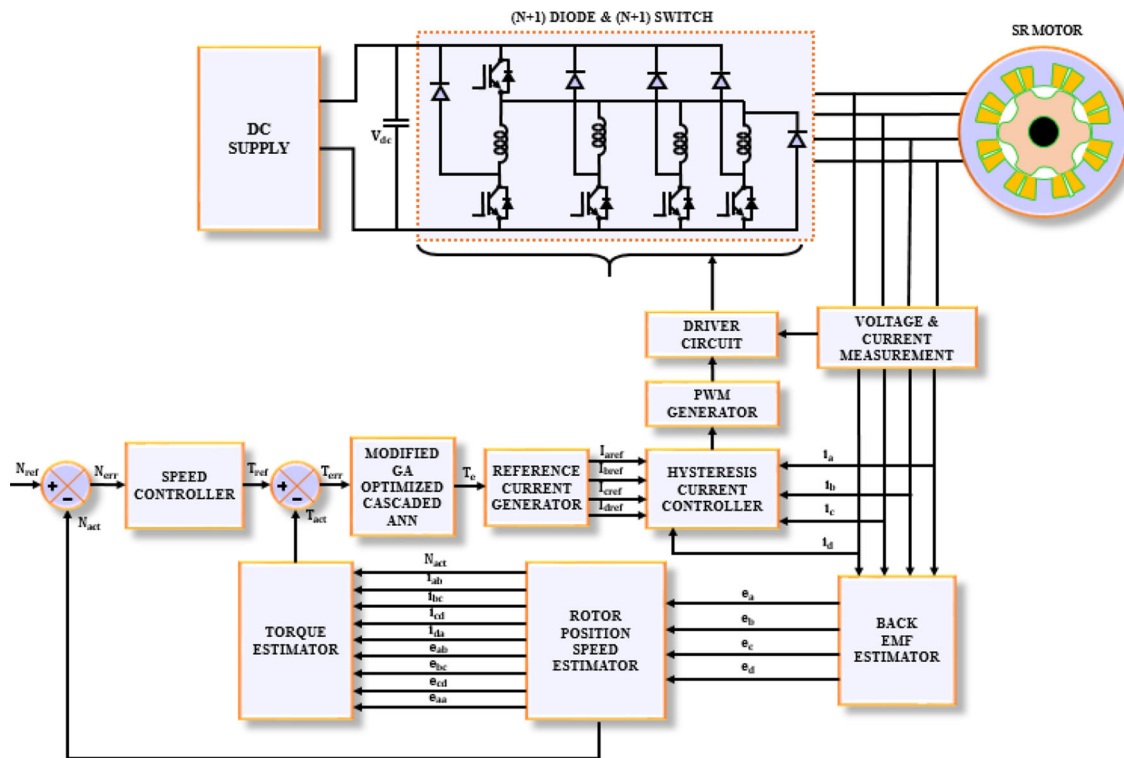 (N+1) DIODE & (N+1) SWITCH
SR MOTOR
DC
SUPPLY
Vdc
DRIVER
CIRCUIT
VOLTAGE &
CURRENT
MEASUREMENT
PWM
GENERATOR
Nref
Nerr
Nact
SPEED
CONTROLLER
Tref
Terr
Tact
MODIFIED
GA
OPTIMIZED
CASCADED
ANN
Te
REFERENCE
CURRENT
GENERATOR
Iaref
Ibref
Icref
Idref
HYSTERESIS
CURRENT
CONTROLLER
ia
ib
ic
id
TORQUE
ESTIMATOR
Nact
iab
ibc
icd
ida
eab
ebc
ecd
eaa
ROTOR
POSITION
SPEED
ESTIMATOR
ea
eb
ec
ed
BACK
EMF
ESTIMATOR